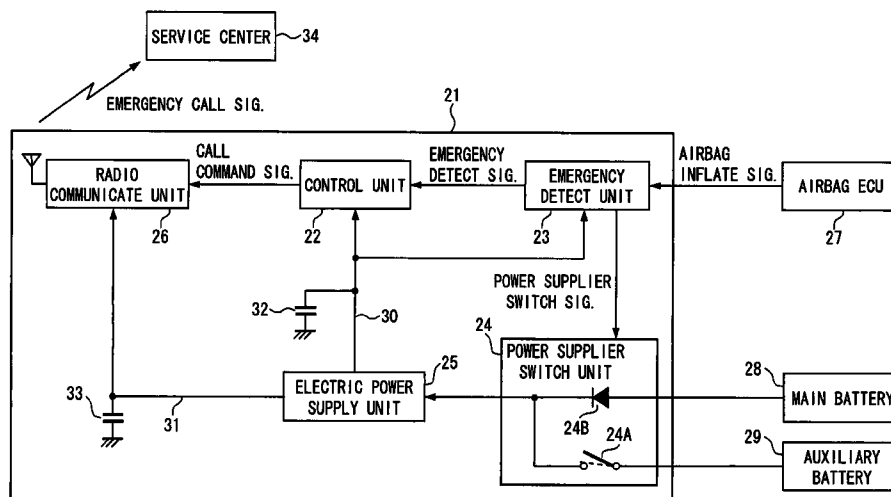 SERVICE CENTER
34
EMERGENCY CALL SIG.
21
RADIO
COMMUNICATE UNIT
26
CALL
COMMAND SIG.
CONTROL UNIT
22
EMERGENCY
DETECT SIG.
EMERGENCY
DETECT UNIT
23
AIRBAG
INFLATE SIG.
AIRBAG ECU
27
POWER SUPPLIER
SWITCH SIG.
32
30
24
POWER SUPPLIER
SWITCH UNIT
25
ELECTRIC POWER
SUPPLY UNIT
33
31
24B
24A
28
MAIN BATTERY
29
AUXILIARY
BATTERY